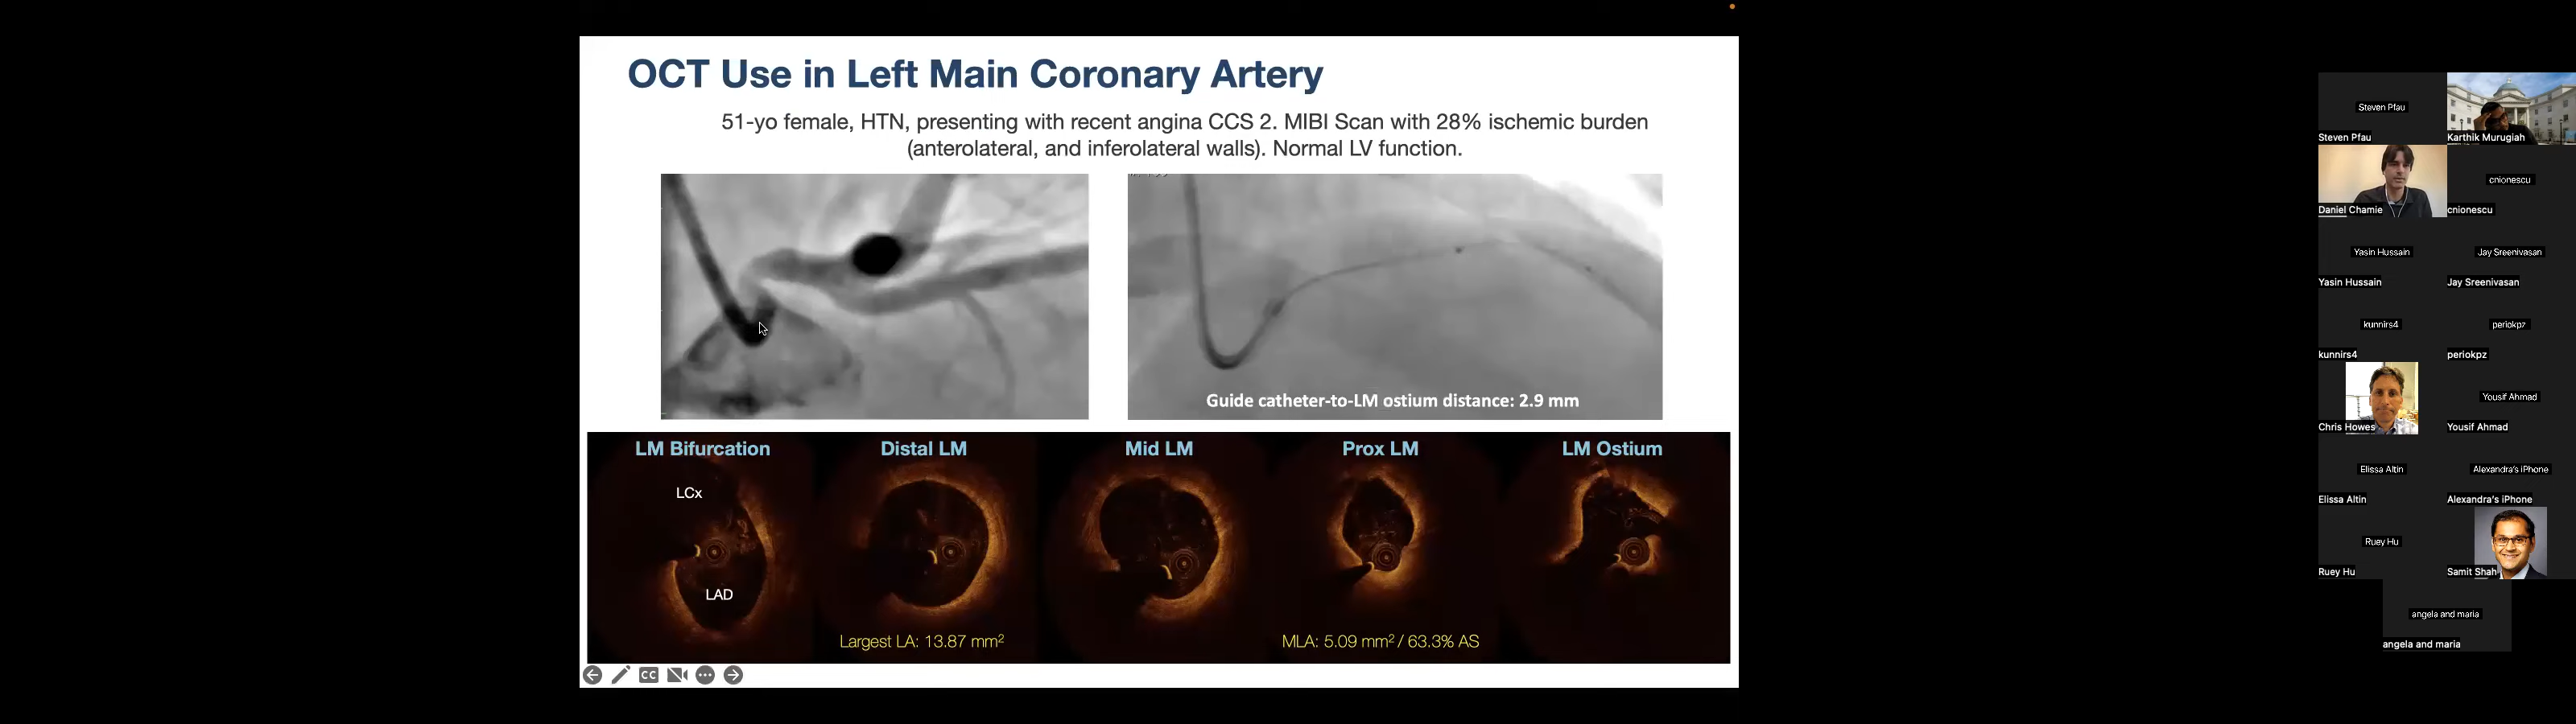 OCT Use in Left Main Coronary Artery
51-yo female, HTN, presenting with recent angina CCS 2. MIBI Scan with 28% ischemic burden
(anterolateral, and inferolateral walls). Normal LV function.
Guide catheter-to-LM ostium distance: 2.9 mm
LM Bifurcation
Distal LM
Mid LM
Prox LM
LM Ostium
LCx
LAD
Largest LA: 13.87 mm²
MLA: 5.09 mm² / 63.3% AS
CC
Steven Pfau
Steven Pfau
Karthik Murugiah
Daniel Chamie
cnionescu
cnionescu
Yasin Hussain
Yasin Hussain
Jay Sreenivasan
Jay Sreenivasan
kunnirs4
kunnirs4
periokpz
periokpz
Chris Howes
Yousif Ahmad
Yousif Ahmad
Elissa Altin
Elissa Altin
Alexandra's iPhone
Alexandra's iPhone
Ruey Hu
Ruey Hu
Samit Shah
angela and maria
angela and maria